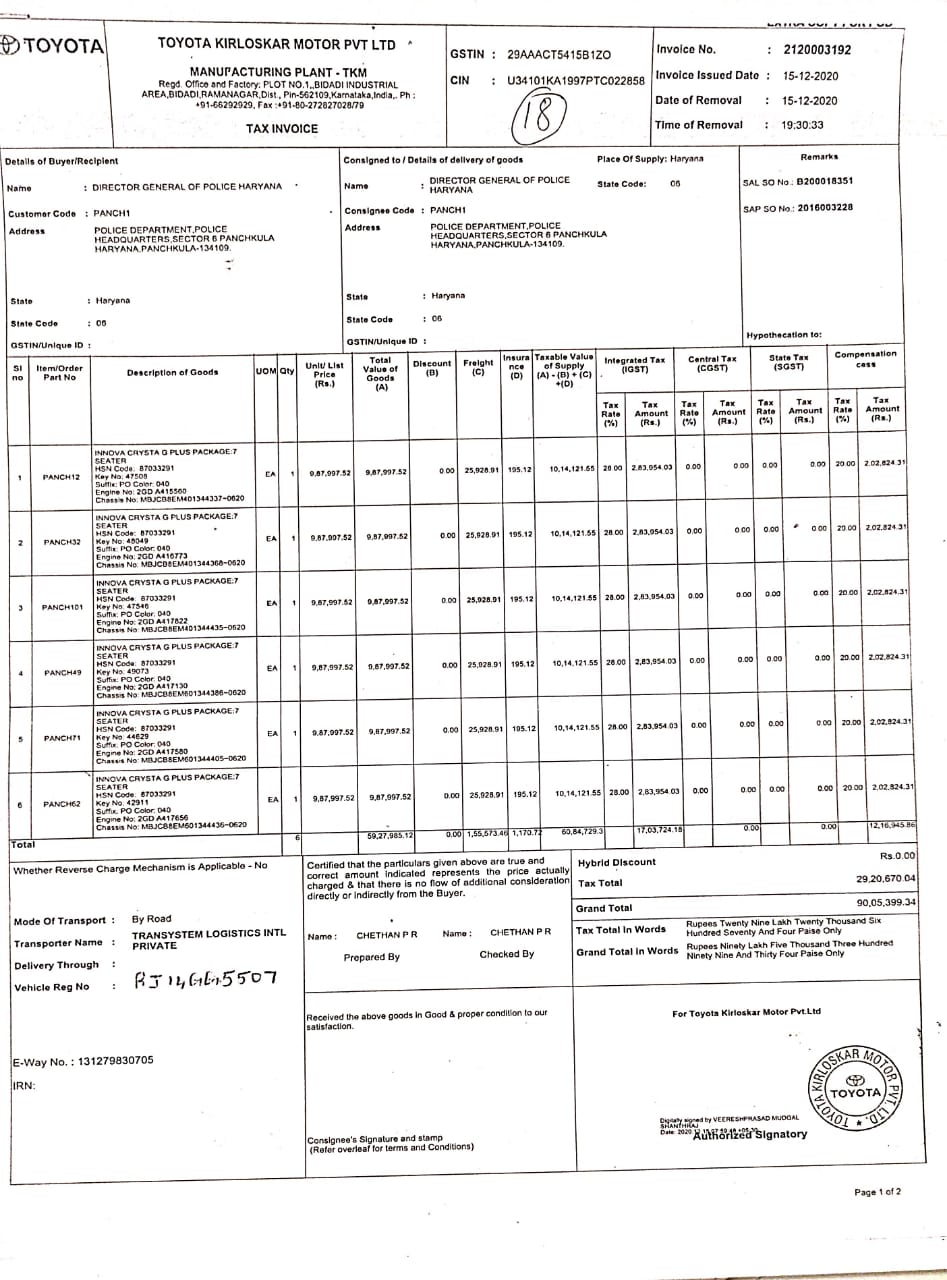 TOYOTA
TOYOTA KIRLOSKAR MOTOR PVT LTD
MANUFACTURING PLANT - TKM
Regd. Office and Factory: PLOT NO.1,,BIDADI INDUSTRIAL
AREA,BIDADI,RAMANAGAR,Dist., Pin-562109,Karnataka,India,. Ph :
+91-66292929, Fax :+91-80-272827028/79
TAX INVOICE
GSTIN : 29AAACT5415B1ZO
CIN : U34101KA1997PTC022858
18
Invoice No. : 2120003192
Invoice Issued Date : 15-12-2020
Date of Removal : 15-12-2020
Time of Removal : 19:30:33
Details of Buyer/Recipient
Name : DIRECTOR GENERAL OF POLICE HARYANA
Customer Code : PANCH1
Address POLICE DEPARTMENT,POLICE
HEADQUARTERS,SECTOR 6 PANCHKULA
HARYANA,PANCHKULA-134109.
State : Haryana
State Code : 06
GSTIN/Unique ID :
Consigned to / Details of delivery of goods Place Of Supply: Haryana
Name : DIRECTOR GENERAL OF POLICE
HARYANA
State Code: 06
Consignee Code : PANCH1
Address POLICE DEPARTMENT,POLICE
HEADQUARTERS,SECTOR 6 PANCHKULA
HARYANA,PANCHKULA-134109.
State : Haryana
State Code : 06
GSTIN/Unique ID :
Remarks
SAL SO No.: B200018351
SAP SO No.: 2016003228
Hypothecation to:
Sl no Item/Order Part No Description of Goods UOM Qty Unit/ List Price (Rs.) Total Value of Goods (A) Discount (B) Freight (C) Insura nce (D) Taxable Value of Supply (A) - (B) + (C) +(D) Integrated Tax (IGST) Central Tax (CGST) State Tax (SGST) Compensation cess
Tax Rate (%) Tax Amount (Rs.) Tax Rate (%) Tax Amount (Rs.) Tax Rate (%) Tax Amount (Rs.) Tax Rate (%) Tax Amount (Rs.)
INNOVA CRYSTA G PLUS PACKAGE:7
SEATER
HSN Code: 87033291
Key No: 47508
Suffix: PO Color: 040
Engine No: 2GD A415560
Chassis No: MBJCB8EM401344337-0620
1 PANCH12 EA 1 9,87,997.52 9,87,997.52 0.00 25,928.91 195.12 10,14,121.55 28.00 2,83,954.03 0.00 0.00 0.00 0.00 20.00 2,02,824.31
INNOVA CRYSTA G PLUS PACKAGE:7
SEATER
HSN Code: 87033291
Key No: 48049
Suffix: PO Color: 040
Engine No: 2GD A416773
Chassis No: MBJCB8EM401344368-0620
2 PANCH32 EA 1 9,87,997.52 9,87,997.52 0.00 25,928.91 195.12 10,14,121.55 28.00 2,83,954.03 0.00 0.00 0.00 0.00 20.00 2,02,824.31
INNOVA CRYSTA G PLUS PACKAGE:7
SEATER
HSN Code: 87033291
Key No: 47546
Suffix: PO Color: 040
Engine No: 2GD A417822
Chassis No: MBJCB8EM401344435-0620
3 PANCH101 EA 1 9,87,997.52 9,87,997.52 0.00 25,928.91 195.12 10,14,121.55 28.00 2,83,954.03 0.00 0.00 0.00 0.00 20.00 2,02,824.31
INNOVA CRYSTA G PLUS PACKAGE:7
SEATER
HSN Code: 87033291
Key No: 49073
Suffix: PO Color: 040
Engine No: 2GD A417130
Chassis No: MBJCB8EM601344386-0620
4 PANCH49 EA 1 9,87,997.52 9,87,997.52 0.00 25,928.91 195.12 10,14,121.55 28.00 2,83,954.03 0.00 0.00 0.00 0.00 20.00 2,02,824.31
INNOVA CRYSTA G PLUS PACKAGE:7
SEATER
HSN Code: 87033291
Key No: 44629
Suffix: PO Color: 040
Engine No: 2GD A417580
Chassis No: MBJCB8EM601344405-0620
5 PANCH71 EA 1 9,87,997.52 9,87,997.52 0.00 25,928.91 195.12 10,14,121.55 28.00 2,83,954.03 0.00 0.00 0.00 0.00 20.00 2,02,824.31
INNOVA CRYSTA G PLUS PACKAGE:7
SEATER
HSN Code: 87033291
Key No: 42911
Suffix: PO Color: 040
Engine No: 2GD A417656
Chassis No: MBJCB8EM601344436-0620
6 PANCH62 EA 1 9,87,997.52 9,87,997.52 0.00 25,928.91 195.12 10,14,121.55 28.00 2,83,954.03 0.00 0.00 0.00 0.00 20.00 2,02,824.31
Total 6 59,27,985.12 0.00 1,55,573.46 1,170.72 60,84,729.3 17,03,724.18 0.00 0.00 12,16,945.86
Whether Reverse Charge Mechanism is Applicable - No
Mode Of Transport : By Road
Transporter Name : TRANSYSTEM LOGISTICS INTL
PRIVATE
Delivery Through :
Vehicle Reg No : RJ14GG5507
E-Way No. : 131279830705
IRN:
Certified that the particulars given above are true and
correct amount indicated represents the price actually
charged & that there is no flow of additional consideration
directly or indirectly from the Buyer.
Name : CHETHAN P R Name : CHETHAN P R
Prepared By Checked By
Received the above goods in Good & proper condition to our
satisfaction.
Consignee's Signature and stamp
(Refer overleaf for terms and Conditions)
Hybrid Discount Rs.0.00
Tax Total 29,20,670.04
Grand Total 90,05,399.34
Tax Total In Words Rupees Twenty Nine Lakh Twenty Thousand Six
Hundred Seventy And Four Paise Only
Grand Total In Words Rupees Ninety Lakh Five Thousand Three Hundred
Ninety Nine And Thirty Four Paise Only
For Toyota Kirloskar Motor Pvt.Ltd
TOYOTA KIRLOSKAR MOTOR PVT. LTD.
TOYOTA
Digitally signed by VEERESHPRASAD MUDGAL
SHANTHRAJ
Date: 2020
Authorized Signatory
Page 1 of 2